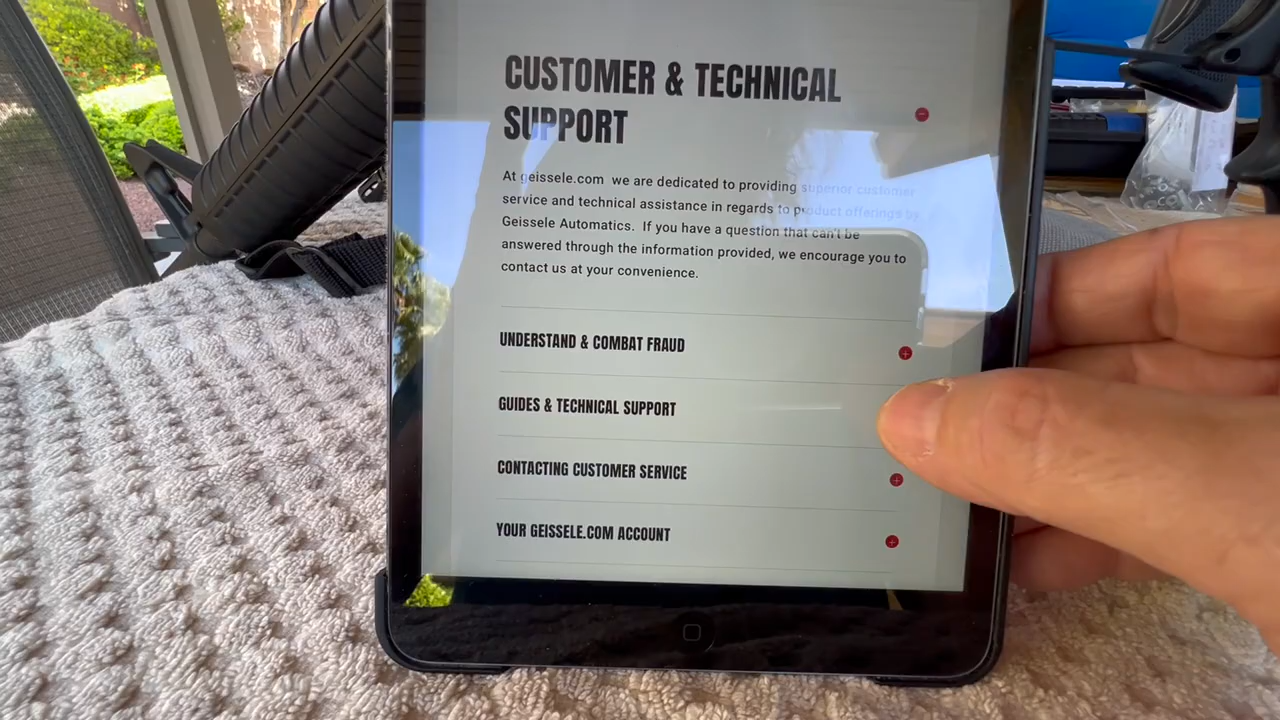 CUSTOMER & TECHNICAL
SUPPORT
At geissele.com we are dedicated to providing superior customer
service and technical assistance in regards to product offerings by
Geissele Automatics. If you have a question that can't be
answered through the information provided, we encourage you to
contact us at your convenience.
UNDERSTAND & COMBAT FRAUD
GUIDES & TECHNICAL SUPPORT
CONTACTING CUSTOMER SERVICE
YOUR GEISSELE.COM ACCOUNT